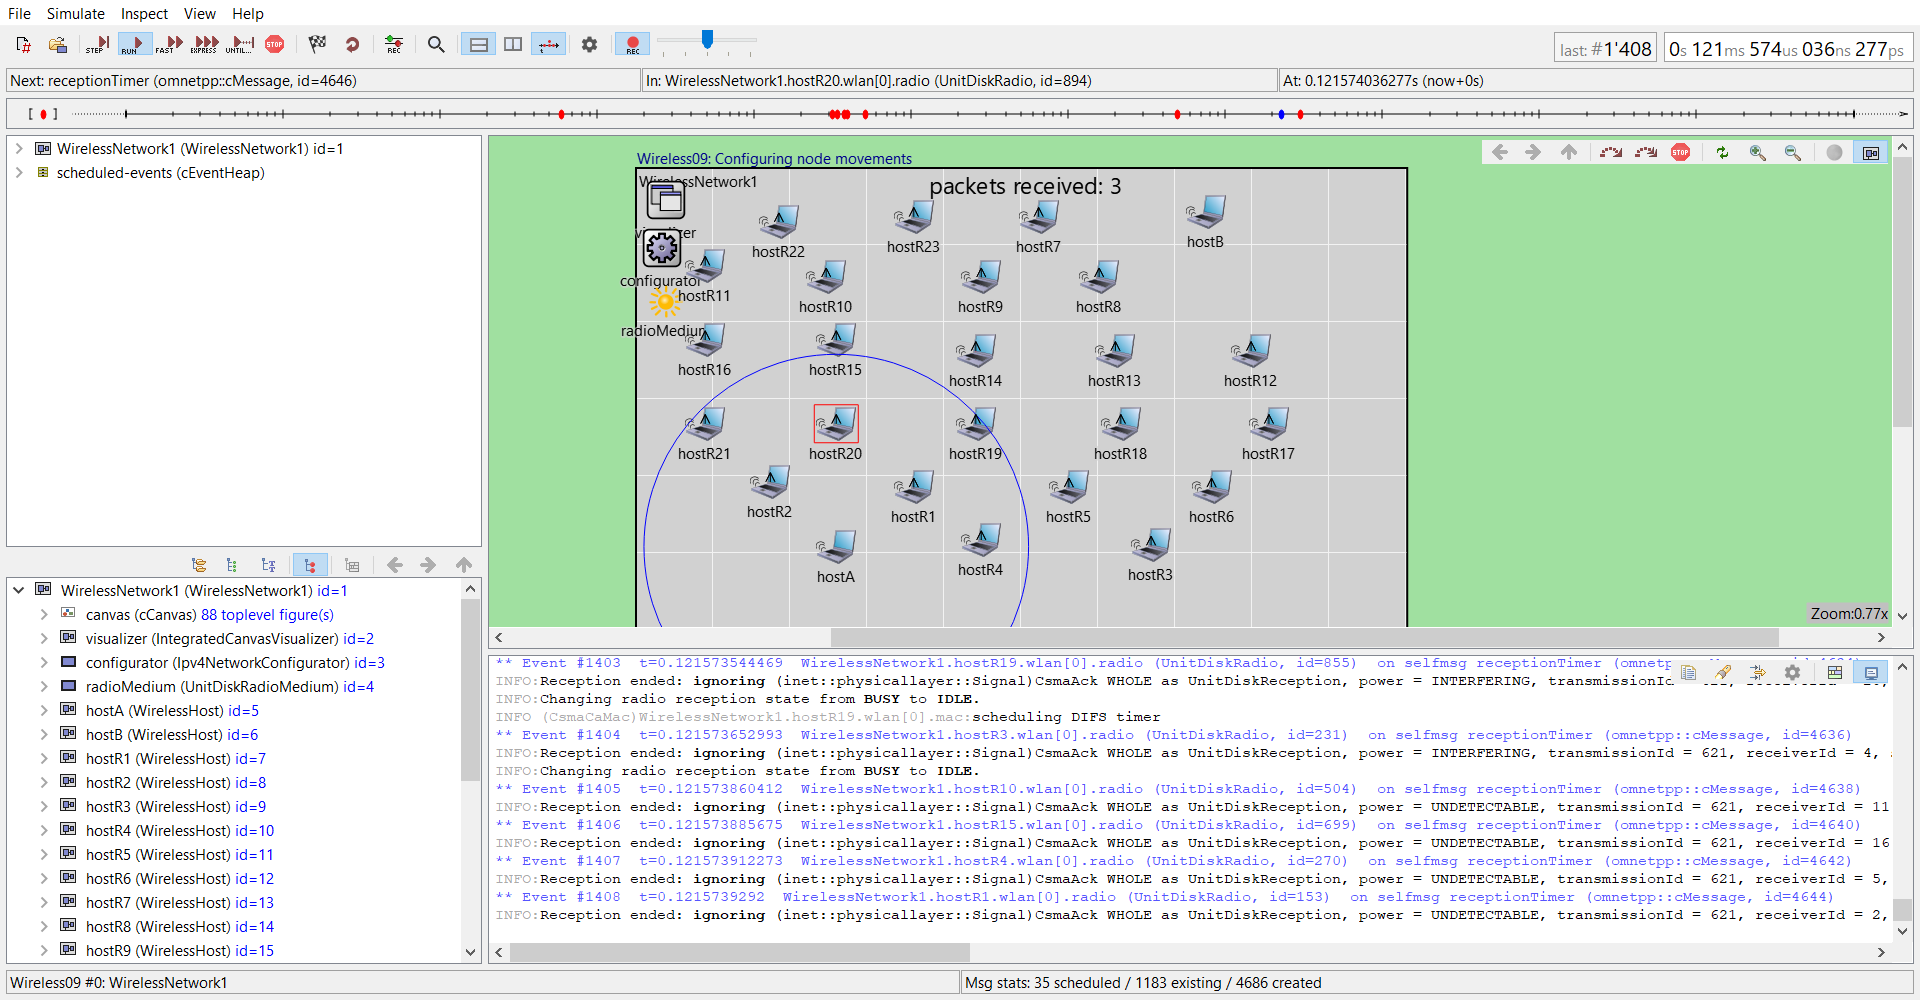 File Simulate Inspect View Help
STEP RUN FAST EXPRESS UNTIL... STOP REC REC
last: #1'408 0s 121ms 574us 036ns 277ps
Next: receptionTimer (omnetpp::cMessage, id=4646) In: WirelessNetwork1.hostR20.wlan[0].radio (UnitDiskRadio, id=894) At: 0.121574036277s (now+0s)
WirelessNetwork1 (WirelessNetwork1) id=1
scheduled-events (cEventHeap)
WirelessNetwork1 (WirelessNetwork1) id=1
canvas (cCanvas) 88 toplevel figure(s)
visualizer (IntegratedCanvasVisualizer) id=2
configurator (Ipv4NetworkConfigurator) id=3
radioMedium (UnitDiskRadioMedium) id=4
hostA (WirelessHost) id=5
hostB (WirelessHost) id=6
hostR1 (WirelessHost) id=7
hostR2 (WirelessHost) id=8
hostR3 (WirelessHost) id=9
hostR4 (WirelessHost) id=10
hostR5 (WirelessHost) id=11
hostR6 (WirelessHost) id=12
hostR7 (WirelessHost) id=13
hostR8 (WirelessHost) id=14
hostR9 (WirelessHost) id=15
Wireless09: Configuring node movements
STOP
WirelessNetwork1
packets received: 3
visualizer
hostR22 hostR23 hostR7 hostB
configurator
hostR11 hostR10 hostR9 hostR8
radioMedium
hostR16 hostR15 hostR14 hostR13 hostR12
hostR21 hostR20 hostR19 hostR18 hostR17
hostR2 hostR1 hostR5 hostR6
hostA hostR4 hostR3
Zoom:0.77x
** Event #1403 t=0.121573544469 WirelessNetwork1.hostR19.wlan[0].radio (UnitDiskRadio, id=855) on selfmsg receptionTimer (omnetp
INFO:Reception ended: ignoring (inet::physicallayer::Signal)CsmaAck WHOLE as UnitDiskReception, power = INTERFERING, transmissionId
INFO:Changing radio reception state from BUSY to IDLE.
INFO (CsmaCaMac)WirelessNetwork1.hostR19.wlan[0].mac:scheduling DIFS timer
** Event #1404 t=0.121573652993 WirelessNetwork1.hostR3.wlan[0].radio (UnitDiskRadio, id=231) on selfmsg receptionTimer (omnetpp::cMessage, id=4636)
INFO:Reception ended: ignoring (inet::physicallayer::Signal)CsmaAck WHOLE as UnitDiskReception, power = INTERFERING, transmissionId = 621, receiverId = 4,
INFO:Changing radio reception state from BUSY to IDLE.
** Event #1405 t=0.121573860412 WirelessNetwork1.hostR10.wlan[0].radio (UnitDiskRadio, id=504) on selfmsg receptionTimer (omnetpp::cMessage, id=4638)
INFO:Reception ended: ignoring (inet::physicallayer::Signal)CsmaAck WHOLE as UnitDiskReception, power = UNDETECTABLE, transmissionId = 621, receiverId = 11
** Event #1406 t=0.121573885675 WirelessNetwork1.hostR15.wlan[0].radio (UnitDiskRadio, id=699) on selfmsg receptionTimer (omnetpp::cMessage, id=4640)
INFO:Reception ended: ignoring (inet::physicallayer::Signal)CsmaAck WHOLE as UnitDiskReception, power = UNDETECTABLE, transmissionId = 621, receiverId = 16
** Event #1407 t=0.121573912273 WirelessNetwork1.hostR4.wlan[0].radio (UnitDiskRadio, id=270) on selfmsg receptionTimer (omnetpp::cMessage, id=4642)
INFO:Reception ended: ignoring (inet::physicallayer::Signal)CsmaAck WHOLE as UnitDiskReception, power = UNDETECTABLE, transmissionId = 621, receiverId = 5,
** Event #1408 t=0.1215739292 WirelessNetwork1.hostR1.wlan[0].radio (UnitDiskRadio, id=153) on selfmsg receptionTimer (omnetpp::cMessage, id=4644)
INFO:Reception ended: ignoring (inet::physicallayer::Signal)CsmaAck WHOLE as UnitDiskReception, power = UNDETECTABLE, transmissionId = 621, receiverId = 2,
Wireless09 #0: WirelessNetwork1 Msg stats: 35 scheduled / 1183 existing / 4686 created